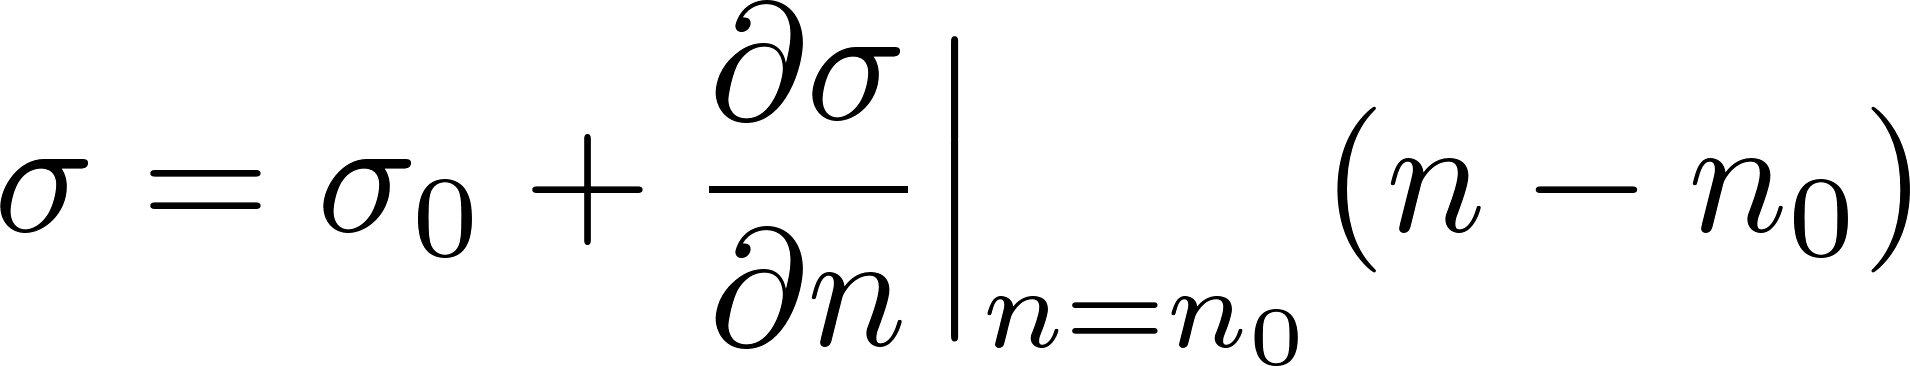 σ = σ₀ + ∂σ/∂n |ₙ₌ₙ₀ (n − n₀)